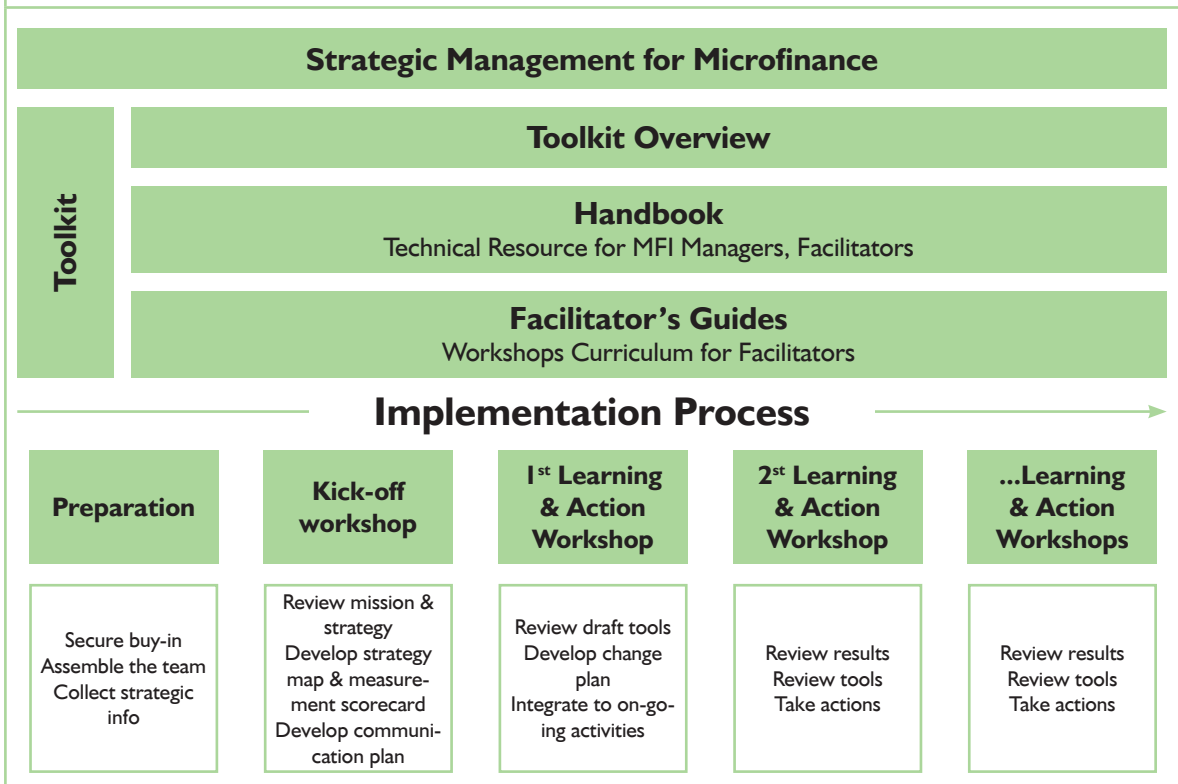 Strategic Management for Microfinance
Toolkit
Toolkit Overview
Handbook
Technical Resource for MFI Managers, Facilitators
Facilitator’s Guides
Workshops Curriculum for Facilitators
Implementation Process
Preparation
Secure buy-in
Assemble the team
Collect strategic
info
Kick-off
workshop
Review mission &
strategy
Develop strategy
map & measure-
ment scorecard
Develop communi-
cation plan
1st Learning
& Action
Workshop
Review draft tools
Develop change
plan
Integrate to on-go-
ing activities
2st Learning
& Action
Workshop
Review results
Review tools
Take actions
...Learning
& Action
Workshops
Review results
Review tools
Take actions